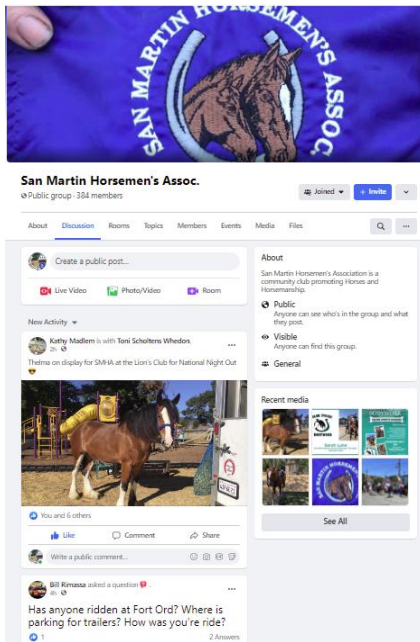 SAN MARTIN HORSEMEN'S ASSOC.
San Martin Horsemen's Assoc.
Public group · 384 members
Joined
+ Invite
About Discussion Rooms Topics Members Events Media Files
Create a public post...
Live Video Photo/Video Room
New Activity
Kathy Madlem is with Toni Scholtens Whedon.
2h
Thelma on display for SMHA at the Lion's Club for National Night Out
You and 6 others
Like Comment Share
Write a public comment...
Bill Rimassa asked a question
4h
Has anyone ridden at Fort Ord? Where is
parking for trailers? How was you're ride?
1 2 Answers
About
San Martin Horsemen's Association is a
community club promoting Horses and
Horsemanship.
Public
Anyone can see who's in the group and what
they post.
Visible
Anyone can find this group.
General
Recent media
SAN MARTIN HORSEMEN'S
See All